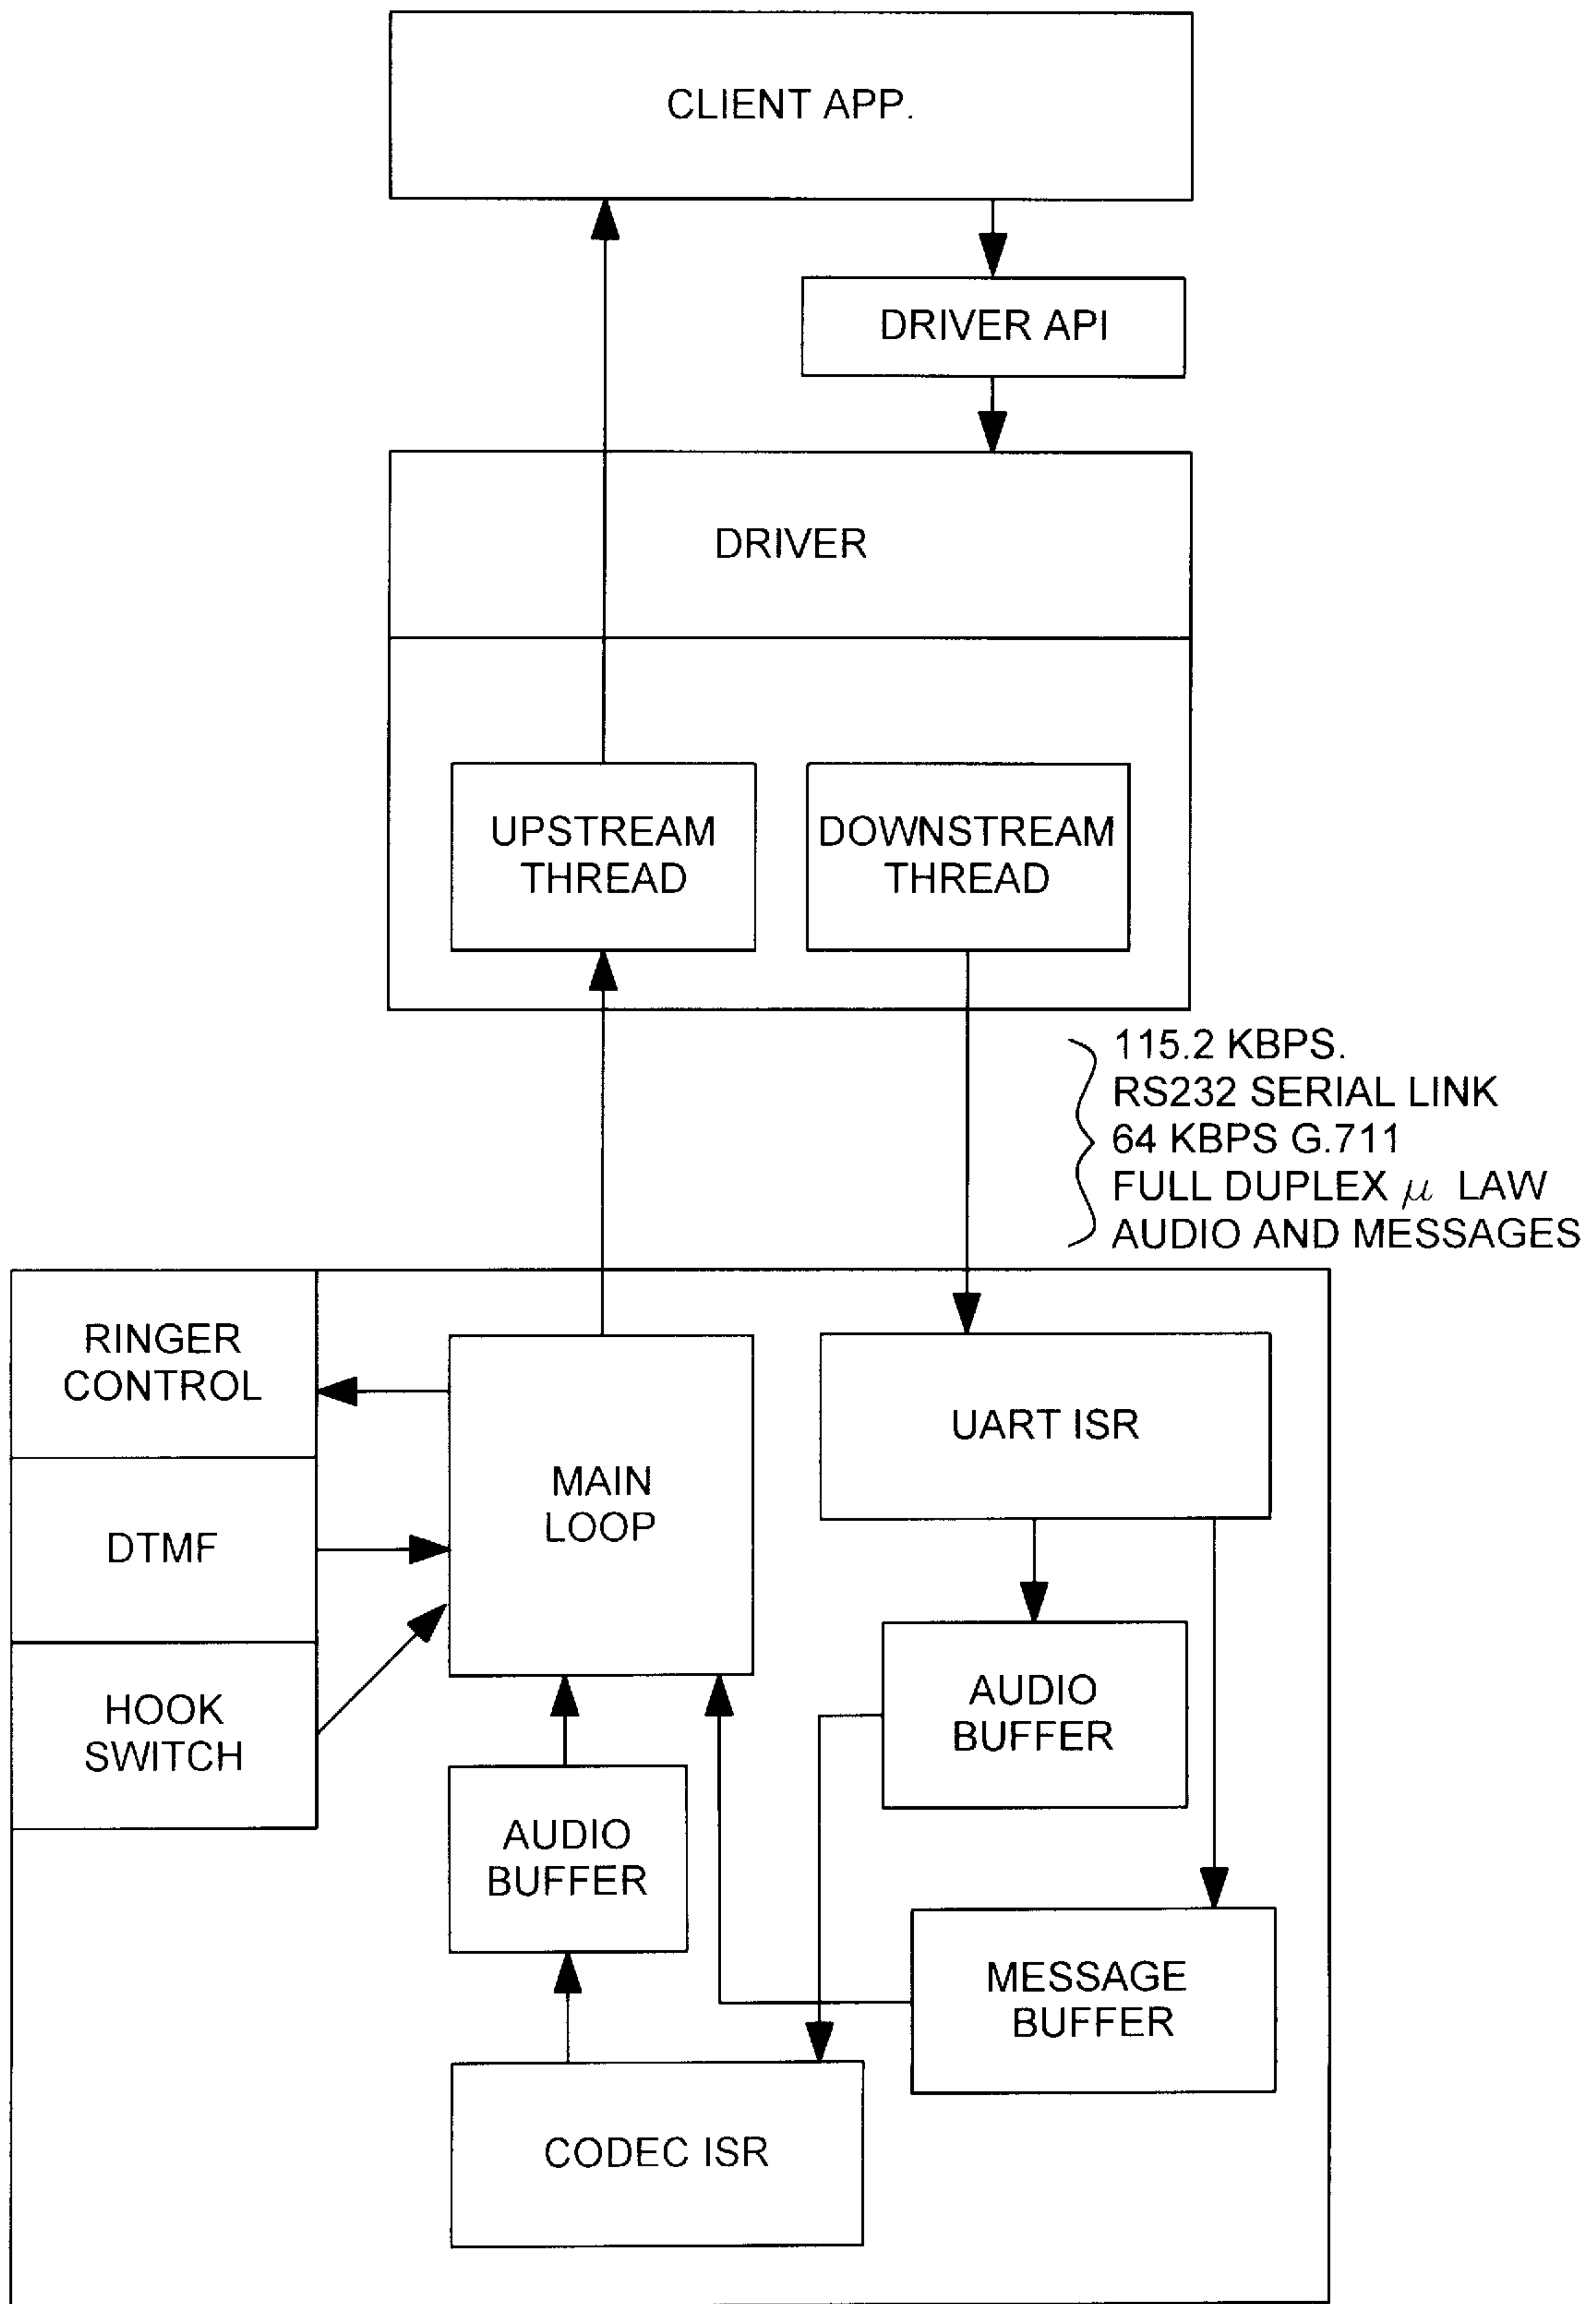 CLIENT APP.
DRIVER API
DRIVER
UPSTREAM
THREAD
DOWNSTREAM
THREAD
115.2 KBPS.
RS232 SERIAL LINK
64 KBPS G.711
FULL DUPLEX μ LAW
AUDIO AND MESSAGES
RINGER
CONTROL
DTMF
HOOK
SWITCH
MAIN
LOOP
UART ISR
AUDIO
BUFFER
AUDIO
BUFFER
MESSAGE
BUFFER
CODEC ISR